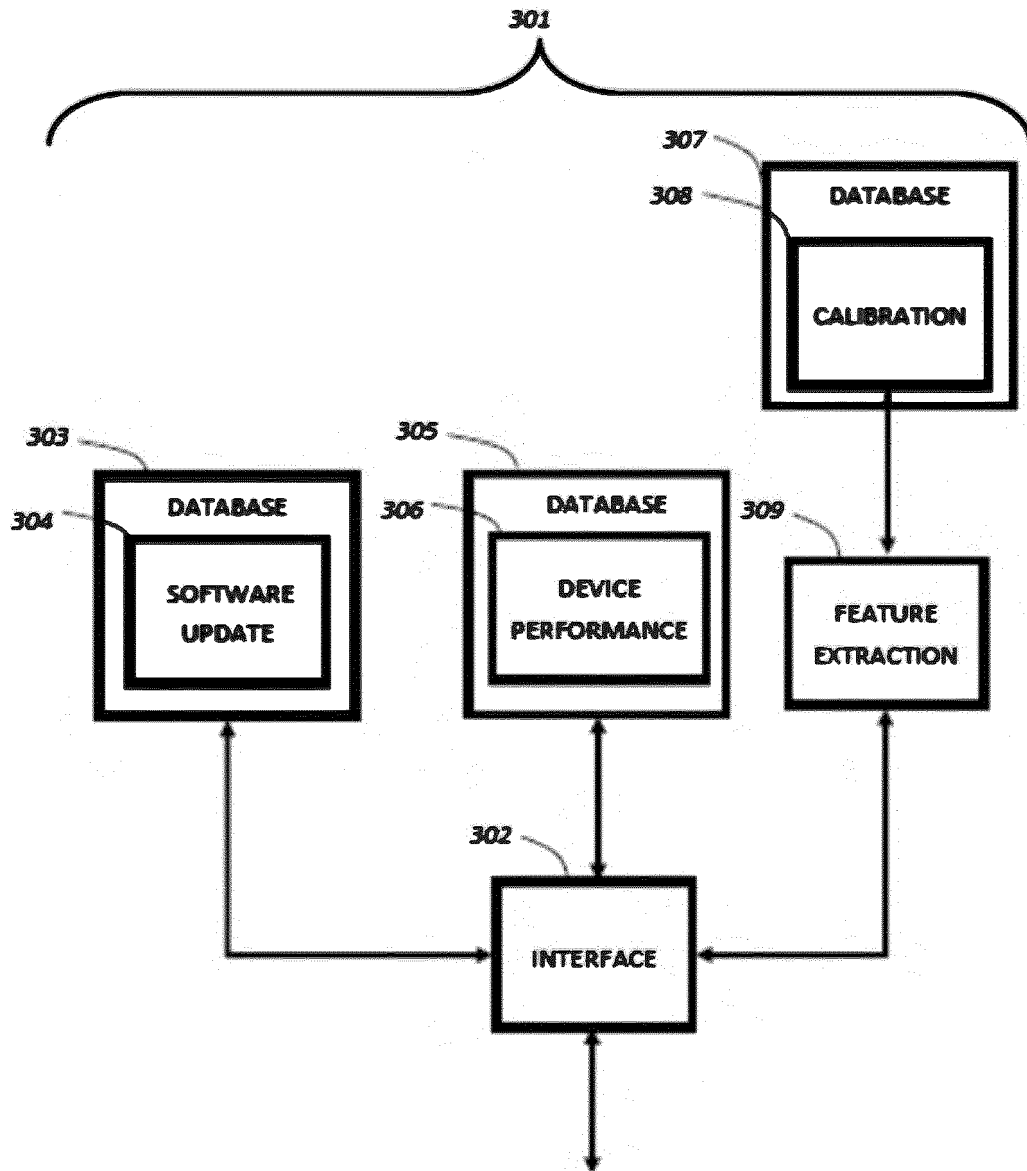 301
307
DATABASE
308
CALIBRATION
303
DATABASE
304
SOFTWARE
UPDATE
305
DATABASE
306
DEVICE
PERFORMANCE
309
FEATURE
EXTRACTION
302
INTERFACE